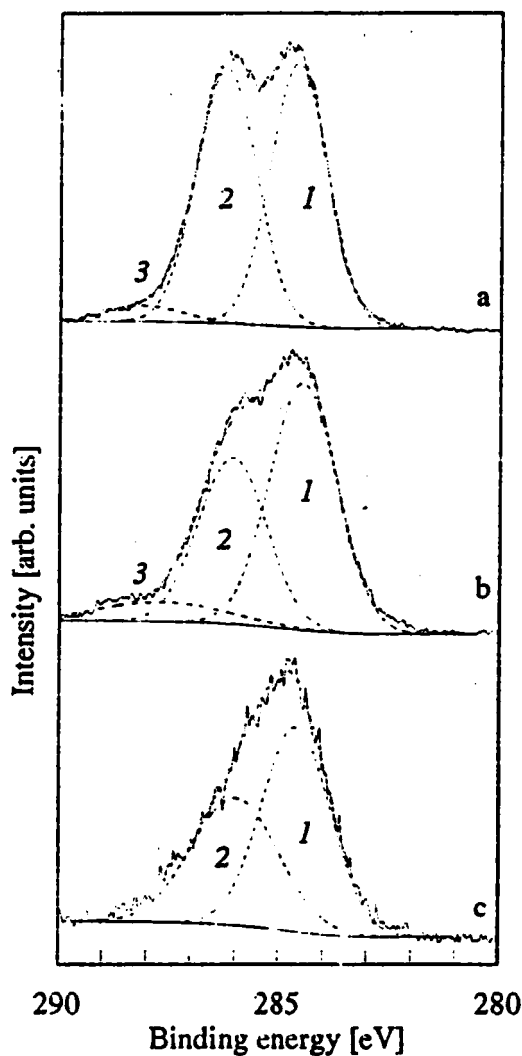 2
1
3
a
1
2
3
b
1
2
c
Intensity [arb. units]
290
285
280
Binding energy [eV]